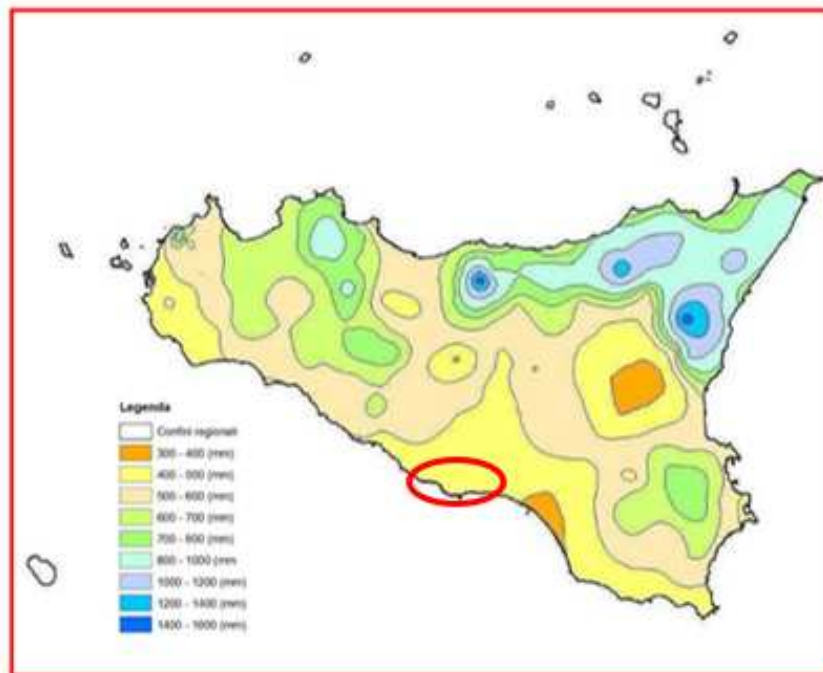 Legenda
Confini regionali
300 - 400 (mm)
400 - 500 (mm)
500 - 600 (mm)
600 - 700 (mm)
700 - 800 (mm)
800 - 1000 (mm
1000 - 1200 (mm)
1200 - 1400 (mm)
1400 - 1600 (mm)